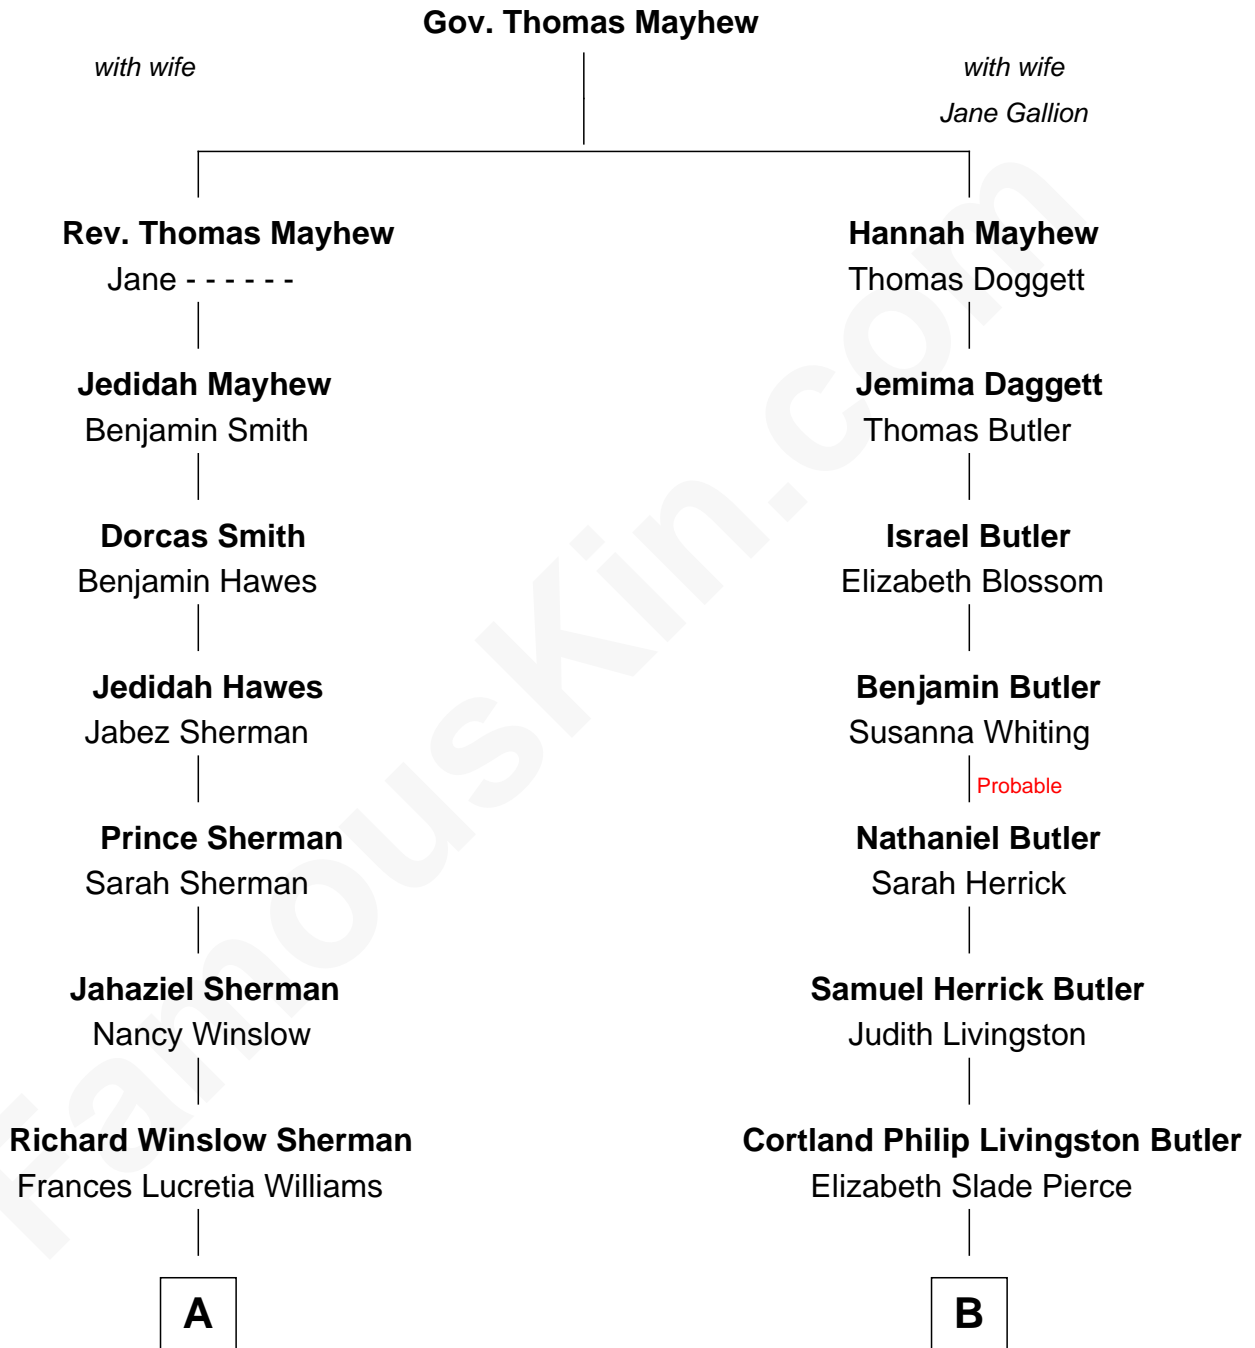 Gov. Thomas Mayhew
with wife
with wife
Jane Gallion
Rev. Thomas Mayhew
Jane - - - - - -
Hannah Mayhew
Thomas Doggett
Jedidah Mayhew
Benjamin Smith
Jemima Daggett
Thomas Butler
Dorcas Smith
Benjamin Hawes
Israel Butler
Elizabeth Blossom
Jedidah Hawes
Jabez Sherman
Benjamin Butler
Susanna Whiting
Probable
Prince Sherman
Sarah Sherman
Nathaniel Butler
Sarah Herrick
Jahaziel Sherman
Nancy Winslow
Samuel Herrick Butler
Judith Livingston
Richard Winslow Sherman
Frances Lucretia Williams
Cortland Philip Livingston Butler
Elizabeth Slade Pierce
A
B
FamousKin.com